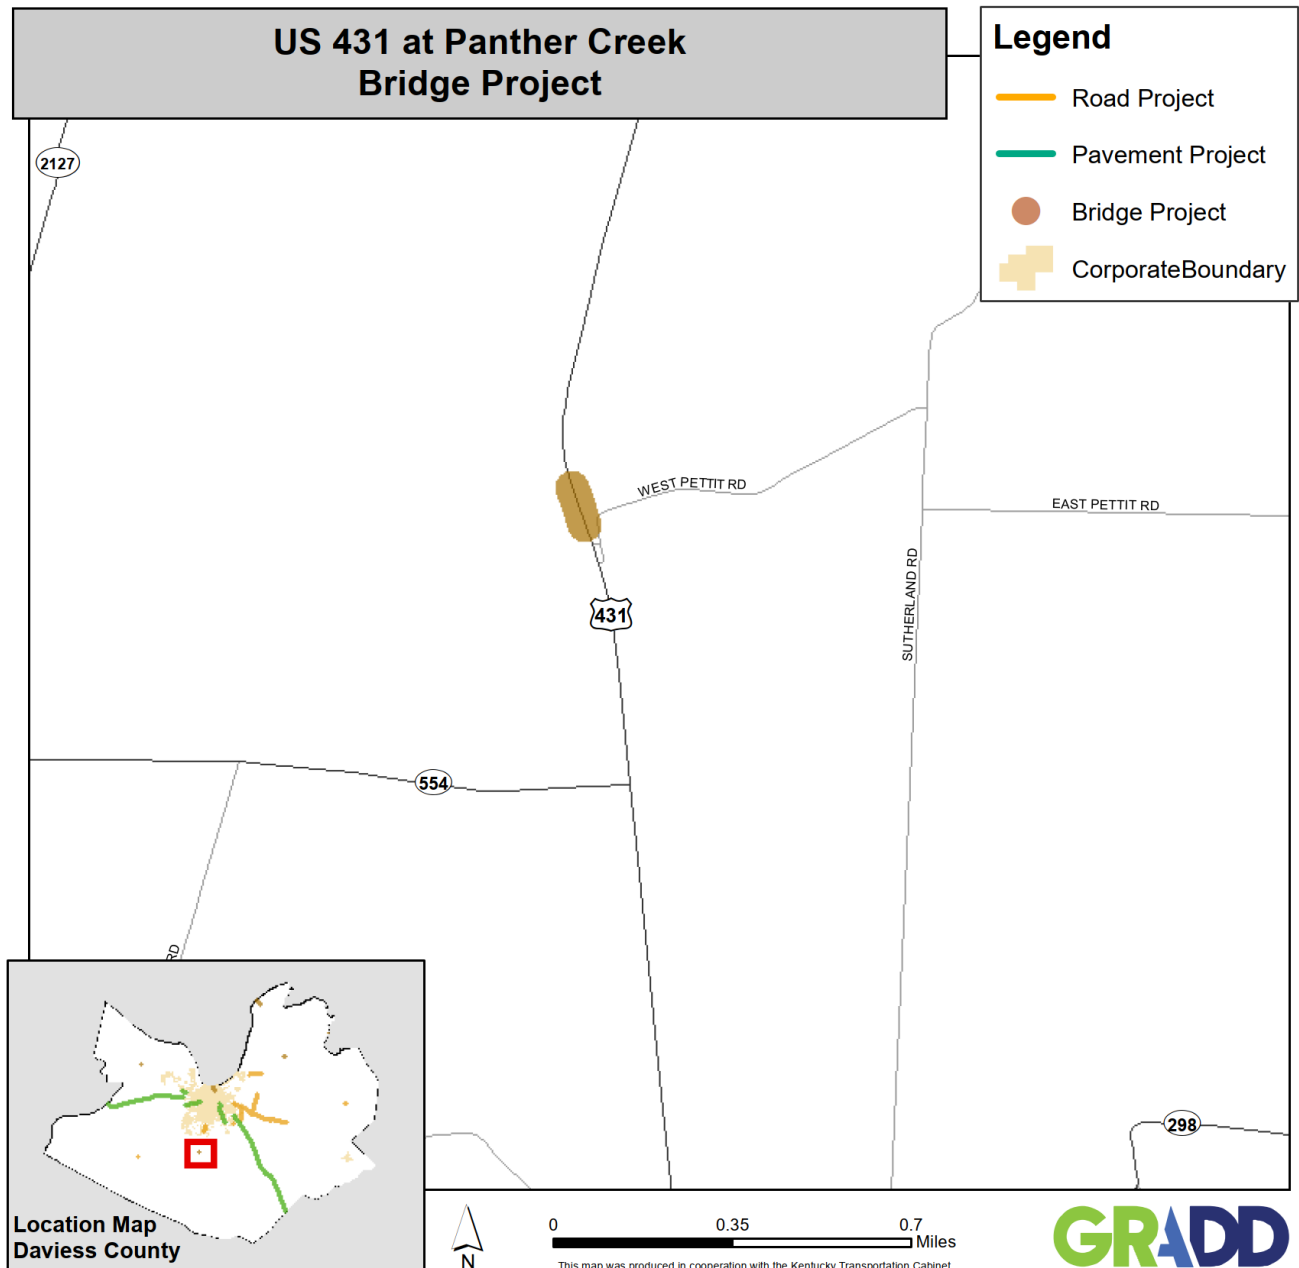 US 431 at Panther Creek
Bridge Project
Legend
Road Project
Pavement Project
Bridge Project
CorporateBoundary
2127
WEST PETTIT RD
EAST PETTIT RD
SUTHERLAND RD
431
554
RD
298
Location Map
Daviess County
N
0 0.35 0.7
Miles
This map was produced in cooperation with the Kentucky Transportation Cabinet
GRADD